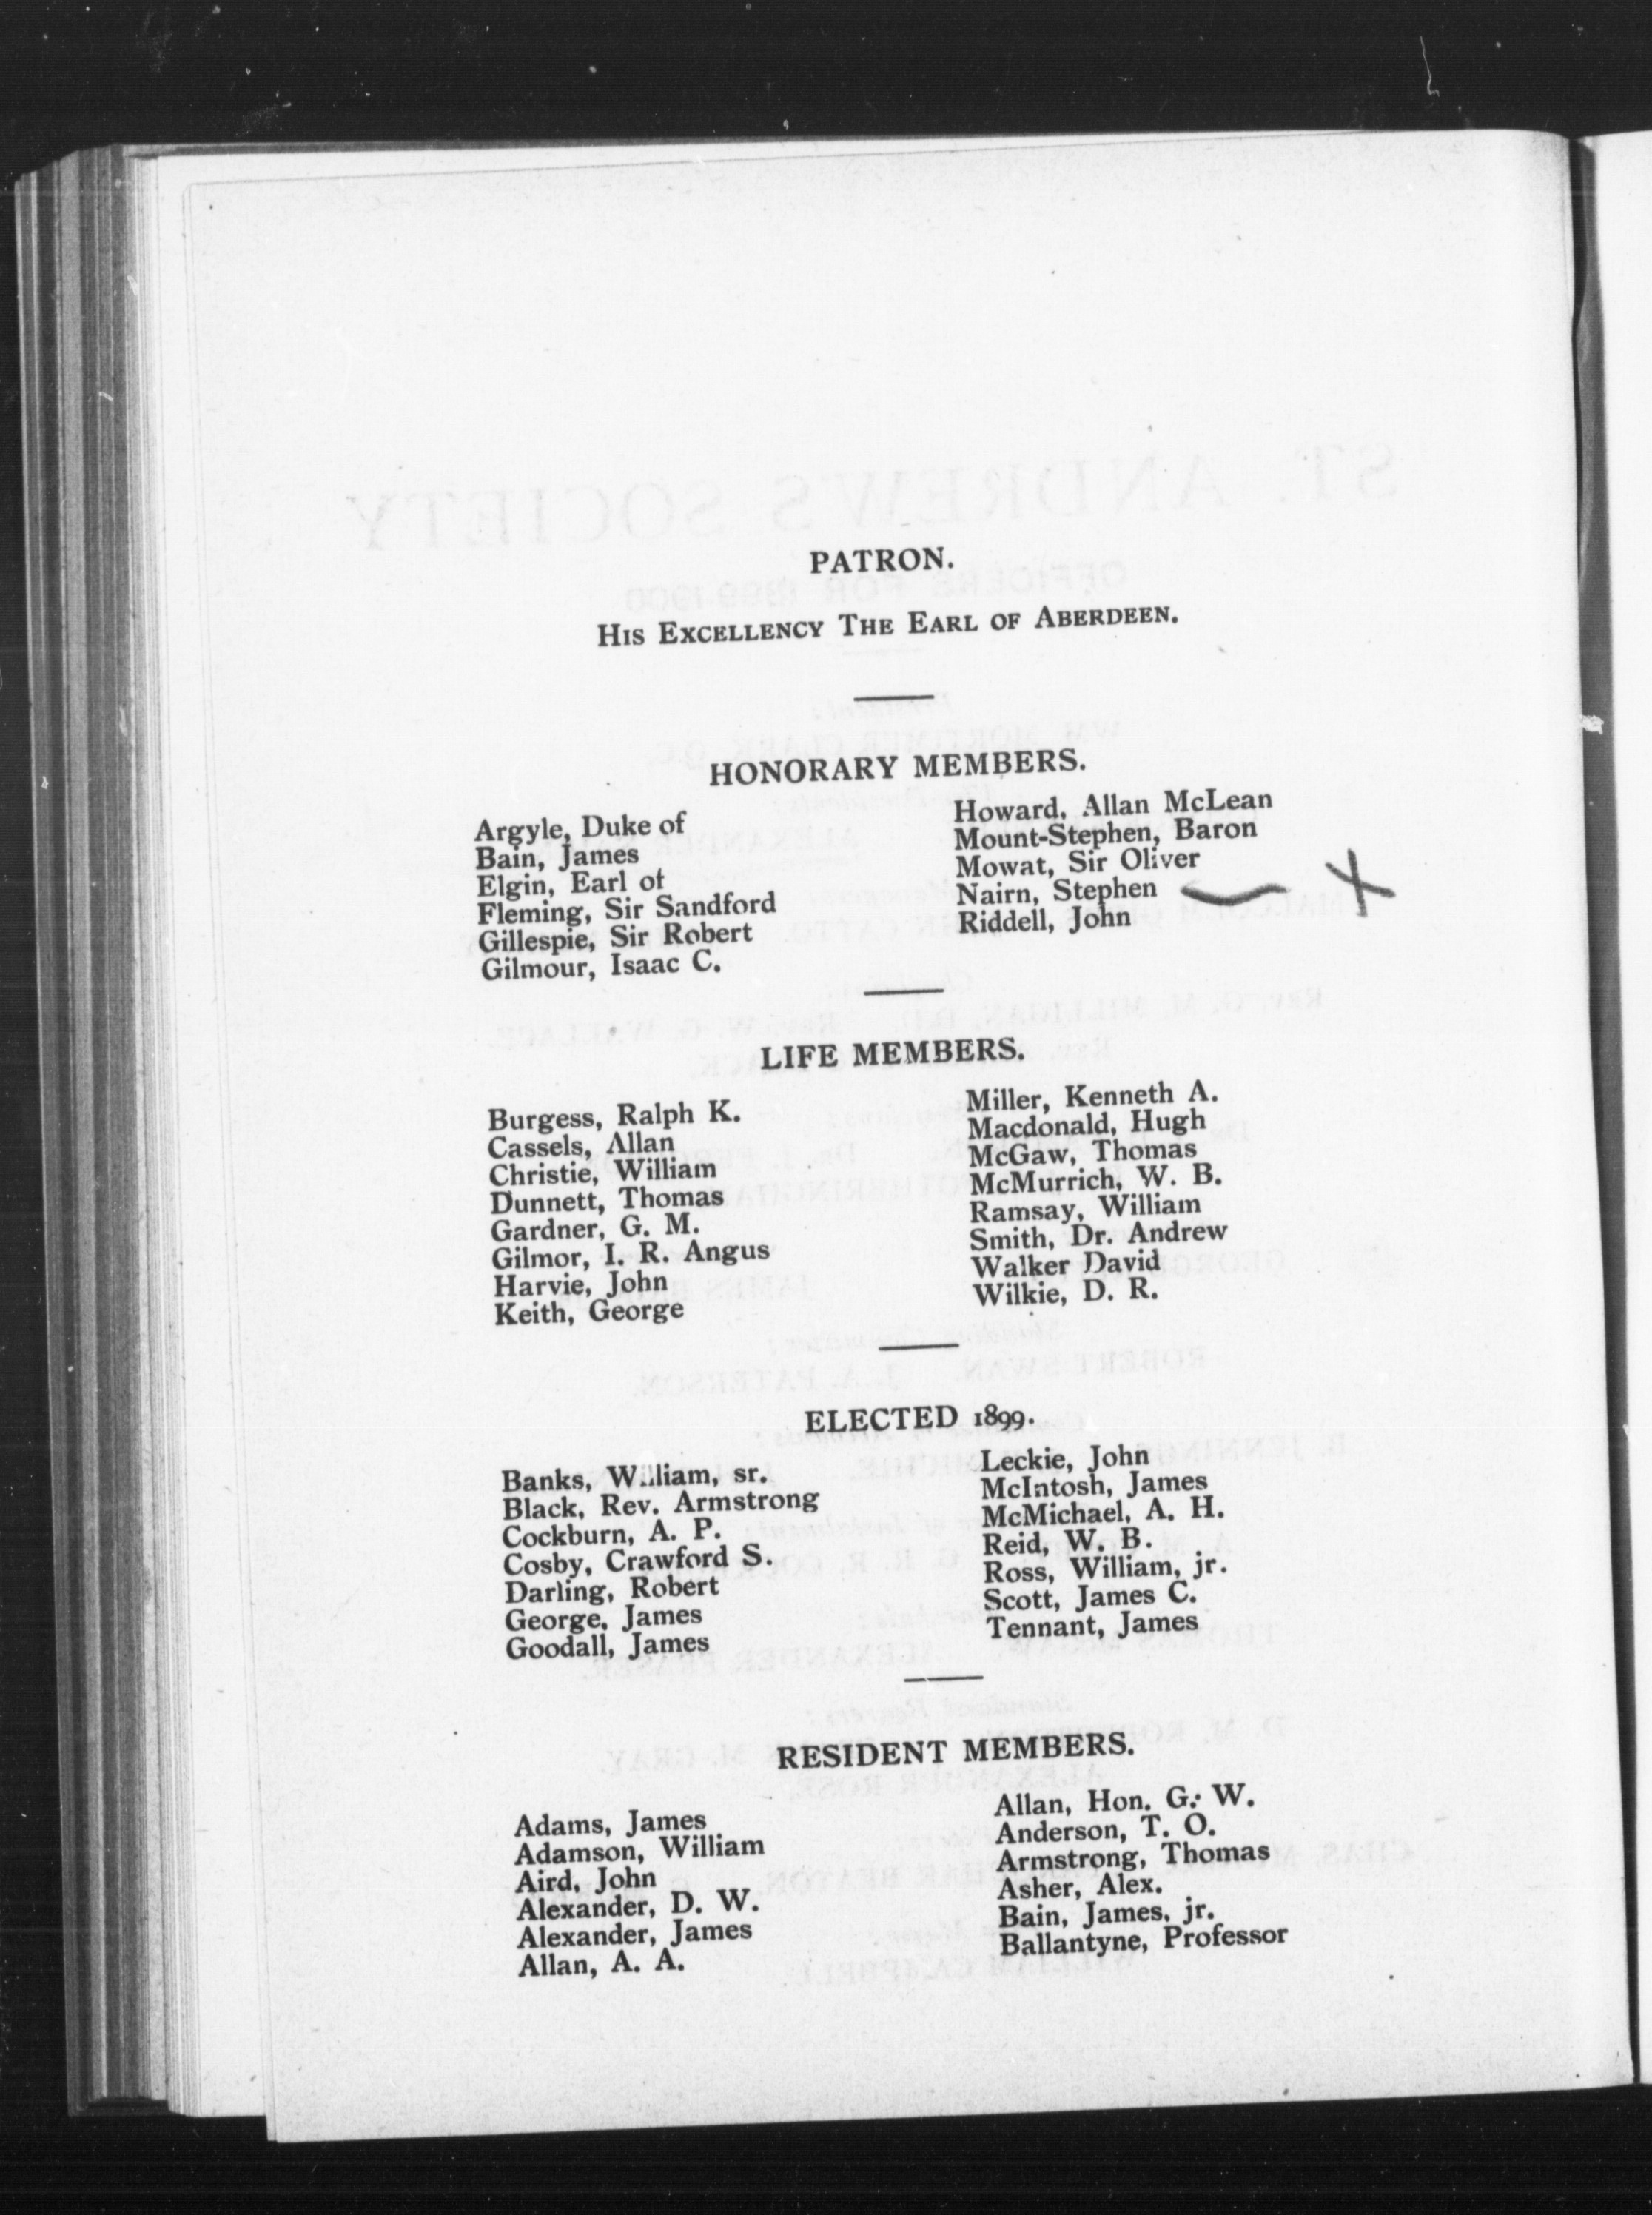 PATRON.
His Excellency The Earl of Aberdeen.
HONORARY MEMBERS.
Argyle, Duke of
Bain, James
Elgin, Earl of
Fleming, Sir Sandford
Gillespie, Sir Robert
Gilmour, Isaac C.
Howard, Allan McLean
Mount-Stephen, Baron
Mowat, Sir Oliver
Nairn, Stephen
Riddell, John
LIFE MEMBERS.
Burgess, Ralph K.
Cassels, Allan
Christie, William
Dunnett, Thomas
Gardner, G. M.
Gilmor, I. R. Angus
Harvie, John
Keith, George
Miller, Kenneth A.
Macdonald, Hugh
McGaw, Thomas
McMurrich, W. B.
Ramsay, William
Smith, Dr. Andrew
Walker David
Wilkie, D. R.
ELECTED 1899.
Banks, William, sr.
Black, Rev. Armstrong
Cockburn, A. P.
Cosby, Crawford S.
Darling, Robert
George, James
Goodall, James
Leckie, John
McIntosh, James
McMichael, A. H.
Reid, W. B.
Ross, William, jr.
Scott, James C.
Tennant, James
RESIDENT MEMBERS.
Adams, James
Adamson, William
Aird, John
Alexander, D. W.
Alexander, James
Allan, A. A.
Allan, Hon. G. W.
Anderson, T. O.
Armstrong, Thomas
Asher, Alex.
Bain, James, jr.
Ballantyne, Professor